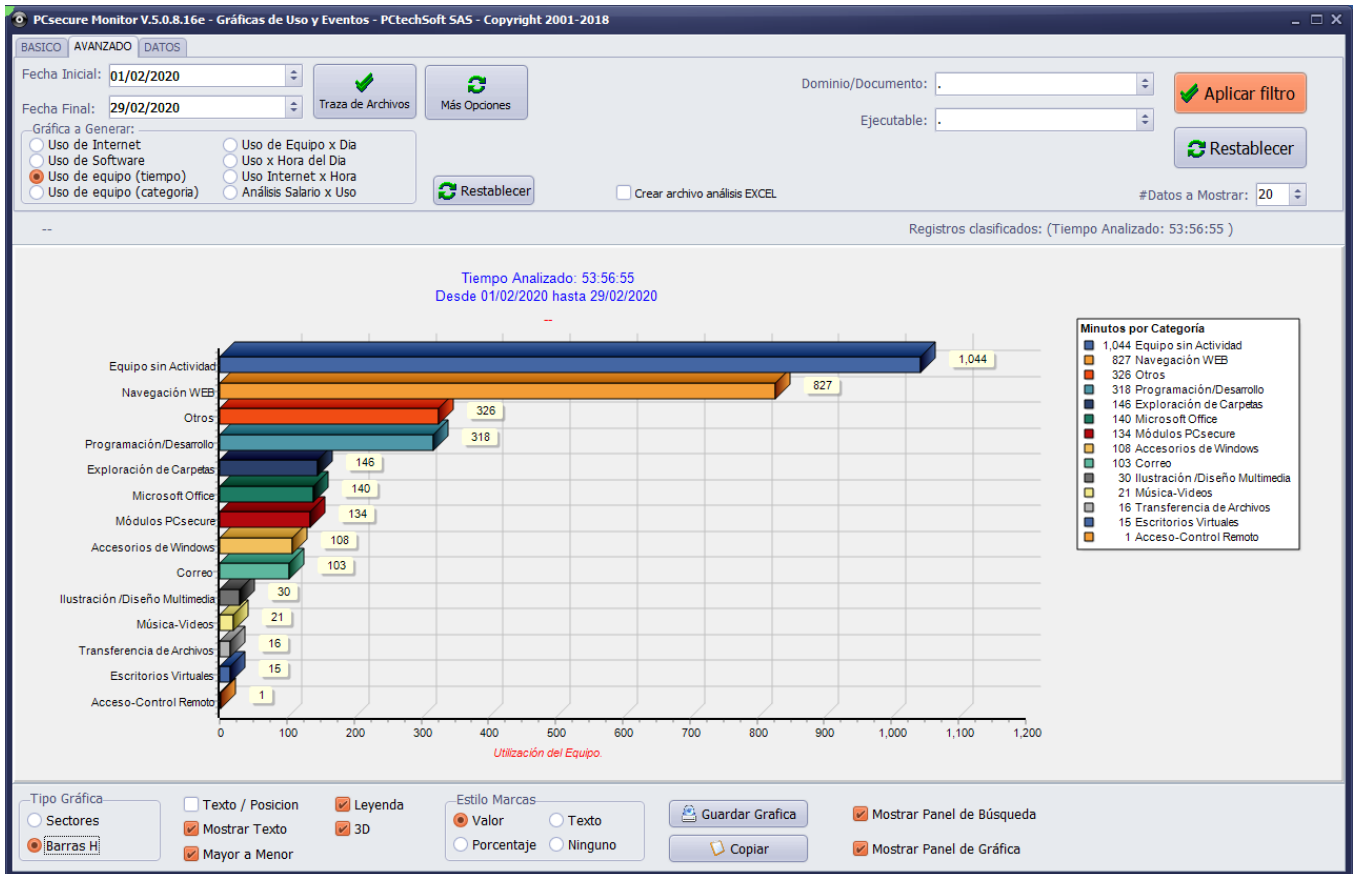 PCsecure Monitor V.5.0.8.16e - Gráficas de Uso y Eventos - PCtechSoft SAS - Copyright 2001-2018
BASICO AVANZADO DATOS
Fecha Inicial: 01/02/2020
Fecha Final: 29/02/2020
Traza de Archivos
Más Opciones
Dominio/Documento: .
Ejecutable: .
Aplicar filtro
Restablecer
Gráfica a Generar:
Uso de Internet
Uso de Software
Uso de equipo (tiempo)
Uso de equipo (categoria)
Uso de Equipo x Dia
Uso x Hora del Dia
Uso Internet x Hora
Análisis Salario x Uso
Restablecer
Crear archivo análisis EXCEL
#Datos a Mostrar: 20
--
Registros clasificados: (Tiempo Analizado: 53:56:55 )
Tiempo Analizado: 53:56:55
Desde 01/02/2020 hasta 29/02/2020
--
Equipo sin Actividad 1,044
Navegación WEB 827
Otros 326
Programación/Desarrollo 318
Exploración de Carpetas 146
Microsoft Office 140
Módulos PCsecure 134
Accesorios de Windows 108
Correo 103
Ilustración /Diseño Multimedia 30
Música-Videos 21
Transferencia de Archivos 16
Escritorios Virtuales 15
Acceso-Control Remoto 1
0 100 200 300 400 500 600 700 800 900 1,000 1,100 1,200
Utilización del Equipo.
Minutos por Categoría
1,044 Equipo sin Actividad
827 Navegación WEB
326 Otros
318 Programación/Desarrollo
146 Exploración de Carpetas
140 Microsoft Office
134 Módulos PCsecure
108 Accesorios de Windows
103 Correo
30 Ilustración /Diseño Multimedia
21 Música-Videos
16 Transferencia de Archivos
15 Escritorios Virtuales
1 Acceso-Control Remoto
Tipo Gráfica
Sectores
Barras H
Texto / Posicion
Mostrar Texto
Mayor a Menor
Leyenda
3D
Estilo Marcas
Valor
Texto
Porcentaje
Ninguno
Guardar Grafica
Copiar
Mostrar Panel de Búsqueda
Mostrar Panel de Gráfica